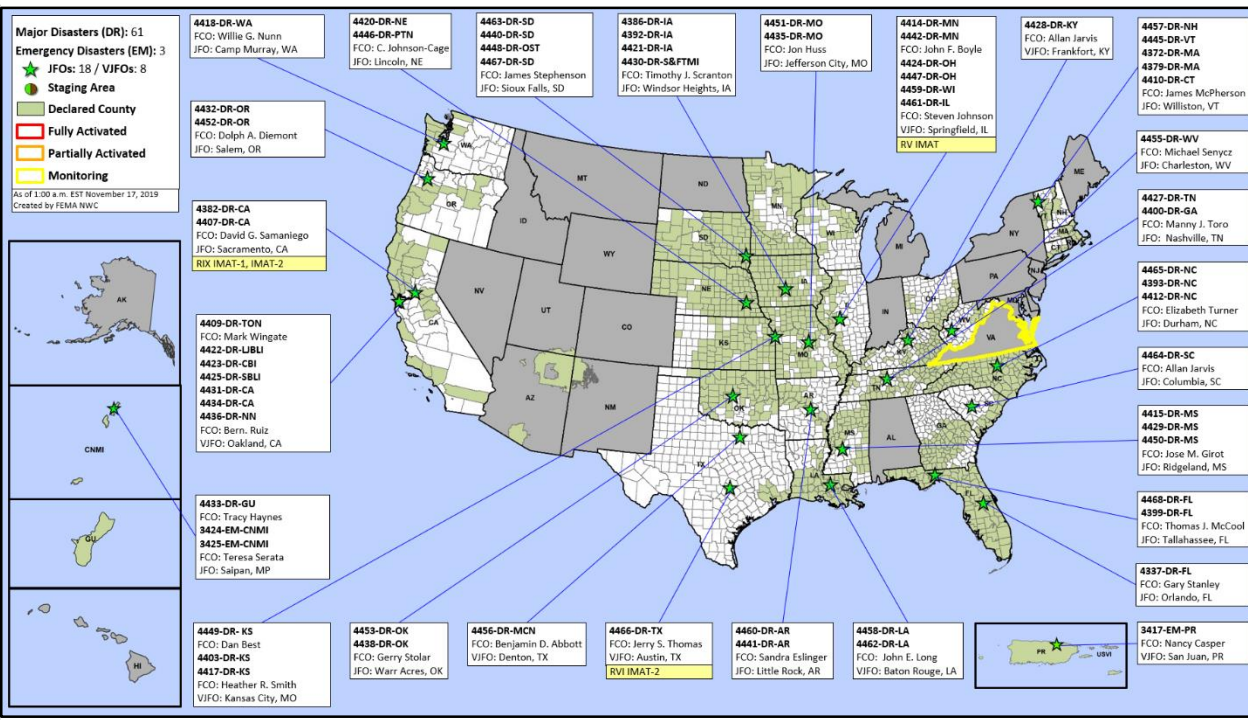 Major Disasters (DR): 61
Emergency Disasters (EM): 3
JFOs: 18 / VJFOs: 8
Staging Area
Declared County
Fully Activated
Partially Activated
Monitoring
As of 1:00 a.m. EST November 17, 2019
Created by FEMA NWC
4418-DR-WA
FCO: Willie G. Nunn
JFO: Camp Murray, WA
4420-DR-NE
4446-DR-PTN
FCO: C. Johnson-Cage
JFO: Lincoln, NE
4463-DR-SD
4440-DR-SD
4448-DR-OST
4467-DR-SD
FCO: James Stephenson
JFO: Sioux Falls, SD
4386-DR-IA
4392-DR-IA
4421-DR-IA
4430-DR-S&FTMI
FCO: Timothy J. Scranton
JFO: Windsor Heights, IA
4451-DR-MO
4435-DR-MO
FCO: Jon Huss
JFO: Jefferson City, MO
4414-DR-MN
4442-DR-MN
FCO: John F. Boyle
4424-DR-OH
4447-DR-OH
4459-DR-WI
4461-DR-IL
FCO: Steven Johnson
VJFO: Springfield, IL
RV IMAT
4428-DR-KY
FCO: Allan Jarvis
VJFO: Frankfort, KY
4457-DR-NH
4445-DR-VT
4372-DR-MA
4379-DR-MA
4410-DR-CT
FCO: James McPherson
JFO: Williston, VT
4432-DR-OR
4452-DR-OR
FCO: Dolph A. Diemont
JFO: Salem, OR
4455-DR-WV
FCO: Michael Senycz
JFO: Charleston, WV
4382-DR-CA
4407-DR-CA
FCO: David G. Samaniego
JFO: Sacramento, CA
RIX IMAT-1, IMAT-2
4427-DR-TN
4400-DR-GA
FCO: Manny J. Toro
JFO: Nashville, TN
4465-DR-NC
4393-DR-NC
4412-DR-NC
FCO: Elizabeth Turner
JFO: Durham, NC
4409-DR-TON
FCO: Mark Wingate
4422-DR-LJBLI
4423-DR-CBI
4425-DR-SBLI
4431-DR-CA
4434-DR-CA
4436-DR-NN
FCO: Bern. Ruiz
VJFO: Oakland, CA
4464-DR-SC
FCO: Allan Jarvis
JFO: Columbia, SC
4415-DR-MS
4429-DR-MS
4450-DR-MS
FCO: Jose M. Girot
JFO: Ridgeland, MS
4433-DR-GU
FCO: Tracy Haynes
3424-EM-CNMI
3425-EM-CNMI
FCO: Teresa Serata
JFO: Saipan, MP
4468-DR-FL
4399-DR-FL
FCO: Thomas J. McCool
JFO: Tallahassee, FL
4337-DR-FL
FCO: Gary Stanley
JFO: Orlando, FL
4449-DR- KS
FCO: Dan Best
4403-DR-KS
4417-DR-KS
FCO: Heather R. Smith
VJFO: Kansas City, MO
4453-DR-OK
4438-DR-OK
FCO: Gerry Stolar
JFO: Warr Acres, OK
4456-DR-MCN
FCO: Benjamin D. Abbott
VJFO: Denton, TX
4466-DR-TX
FCO: Jerry S. Thomas
VJFO: Austin, TX
RVI IMAT-2
4460-DR-AR
4441-DR-AR
FCO: Sandra Eslinger
JFO: Little Rock, AR
4458-DR-LA
4462-DR-LA
FCO: John E. Long
VJFO: Baton Rouge, LA
3417-EM-PR
FCO: Nancy Casper
VJFO: San Juan, PR
AK
CNMI
GU
HI
PR
USVI
WA
MT
ND
MN
ME
OR
ID
SD
WI
MI
NY
VT
NH
MA
CT
RI
WY
NE
IA
PA
NJ
NV
UT
CO
KS
MO
IL
IN
OH
WV
VA
MD
CA
AZ
NM
OK
AR
KY
TN
NC
SC
TX
LA
MS
AL
GA
FL